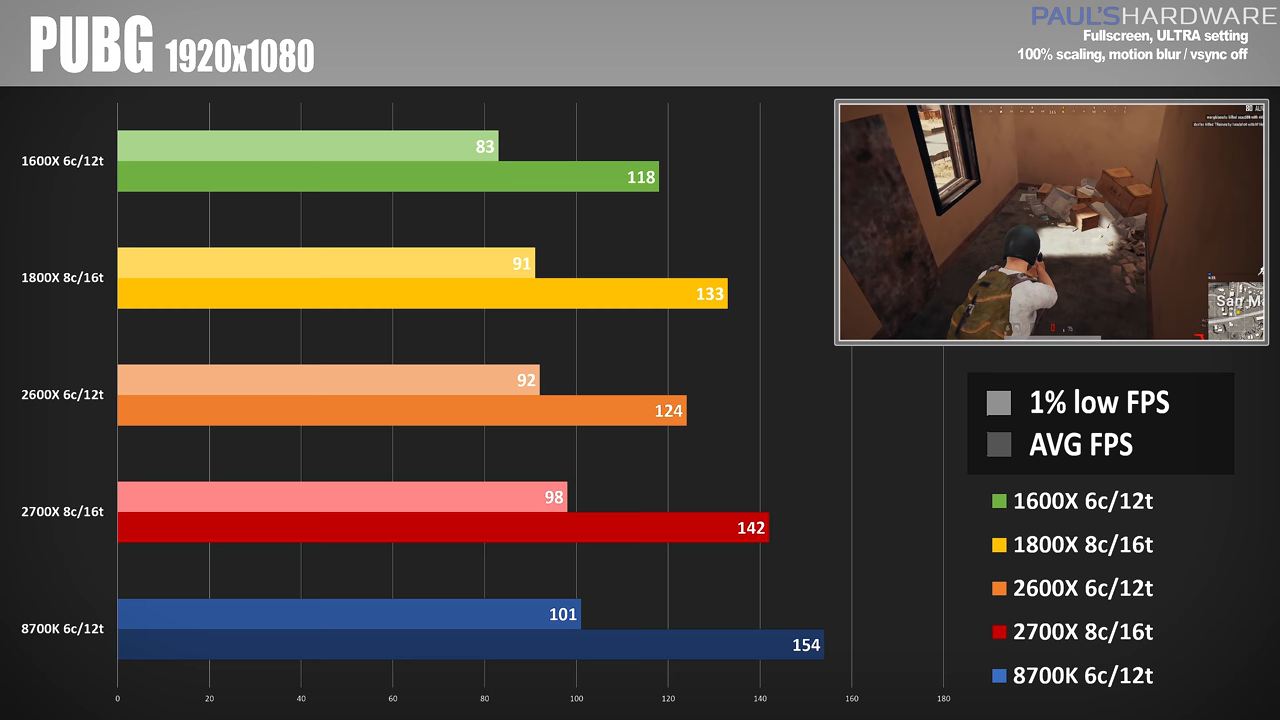 PUBG 1920x1080
PAUL'SHARDWARE
Fullscreen, ULTRA setting
100% scaling, motion blur / vsync off
1600X 6c/12t
83
118
1800X 8c/16t
91
133
2600X 6c/12t
92
124
2700X 8c/16t
98
142
8700K 6c/12t
101
154
0 20 40 60 80 100 120 140 160 180
1% low FPS
AVG FPS
1600X 6c/12t
1800X 8c/16t
2600X 6c/12t
2700X 8c/16t
8700K 6c/12t